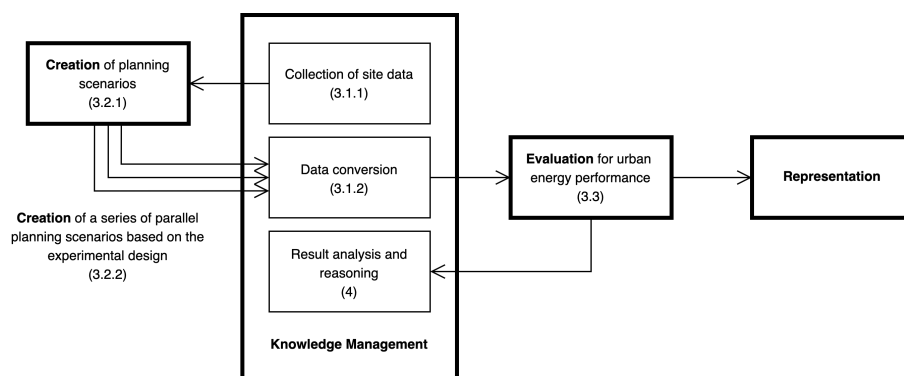 Creation of planning
scenarios
(3.2.1)
Creation of a series of parallel
planning scenarios based on the
experimental design
(3.2.2)
Collection of site data
(3.1.1)
Data conversion
(3.1.2)
Result analysis and
reasoning
(4)
Knowledge Management
Evaluation for urban
energy performance
(3.3)
Representation